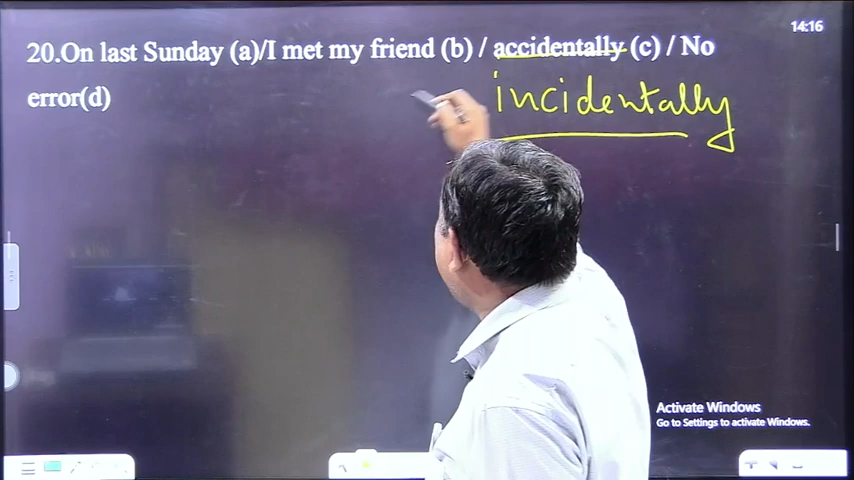 14:16
20.On last Sunday (a)/I met my friend (b) / accidentally (c) / No
error(d)
incidentally
Activate Windows
Go to Settings to activate Windows.